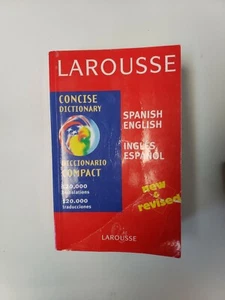 LAROUSSE
CONCISE
DICTIONARY
SPANISH
ENGLISH
INGLÉS
ESPAÑOL
DICCIONARIO
COMPACT
120,000
translations
120.000
traducciones
new
&
revised
LAROUSSE